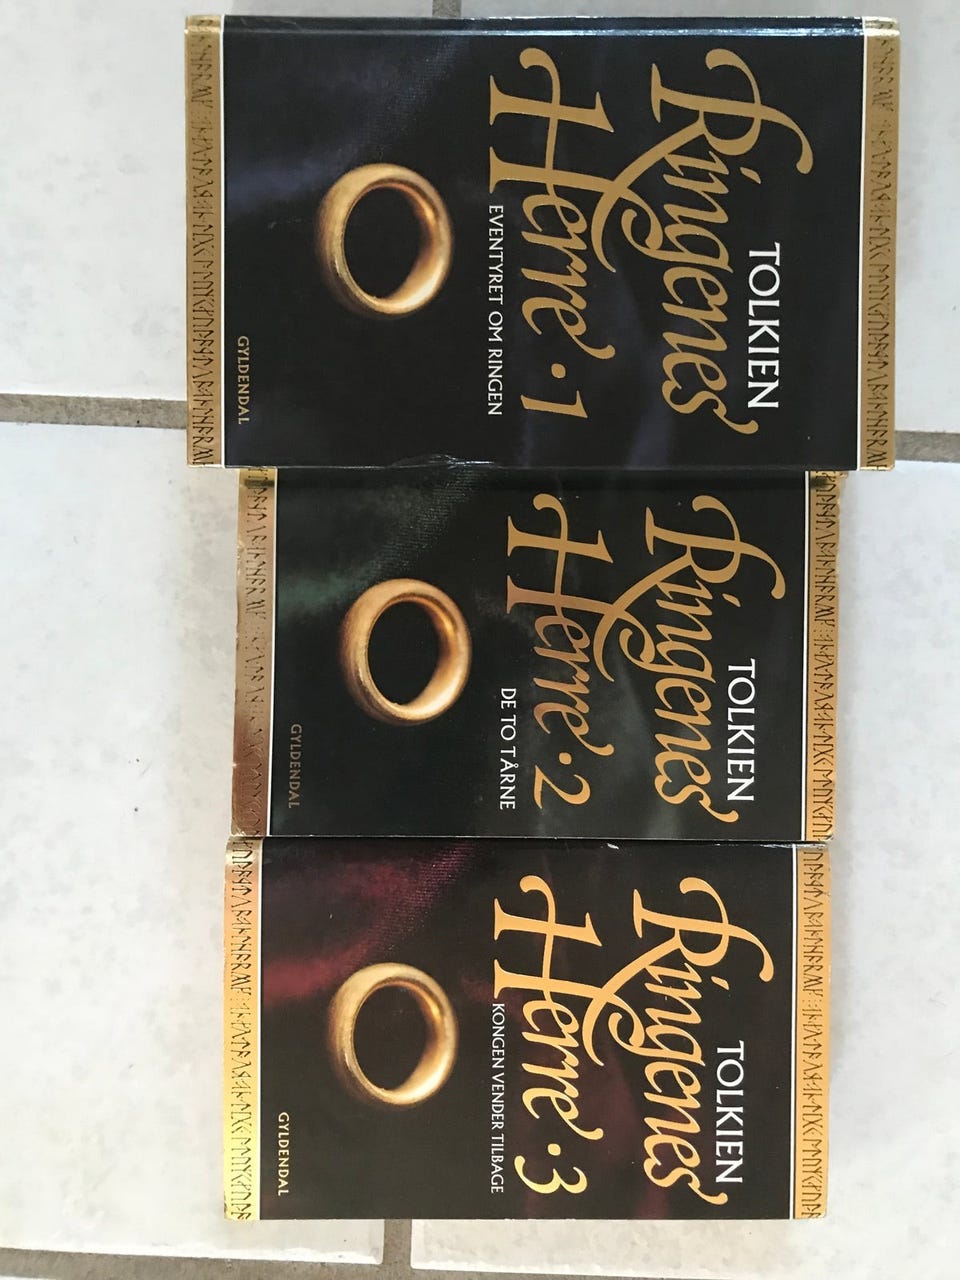 TOLKIEN
Ringenes
Herre · 1
EVENTYRET OM RINGEN
GYLDENDAL
TOLKIEN
Ringenes
Herre · 2
DE TO TÅRNE
GYLDENDAL
TOLKIEN
Ringenes
Herre · 3
KONGEN VENDER TILBAGE
GYLDENDAL